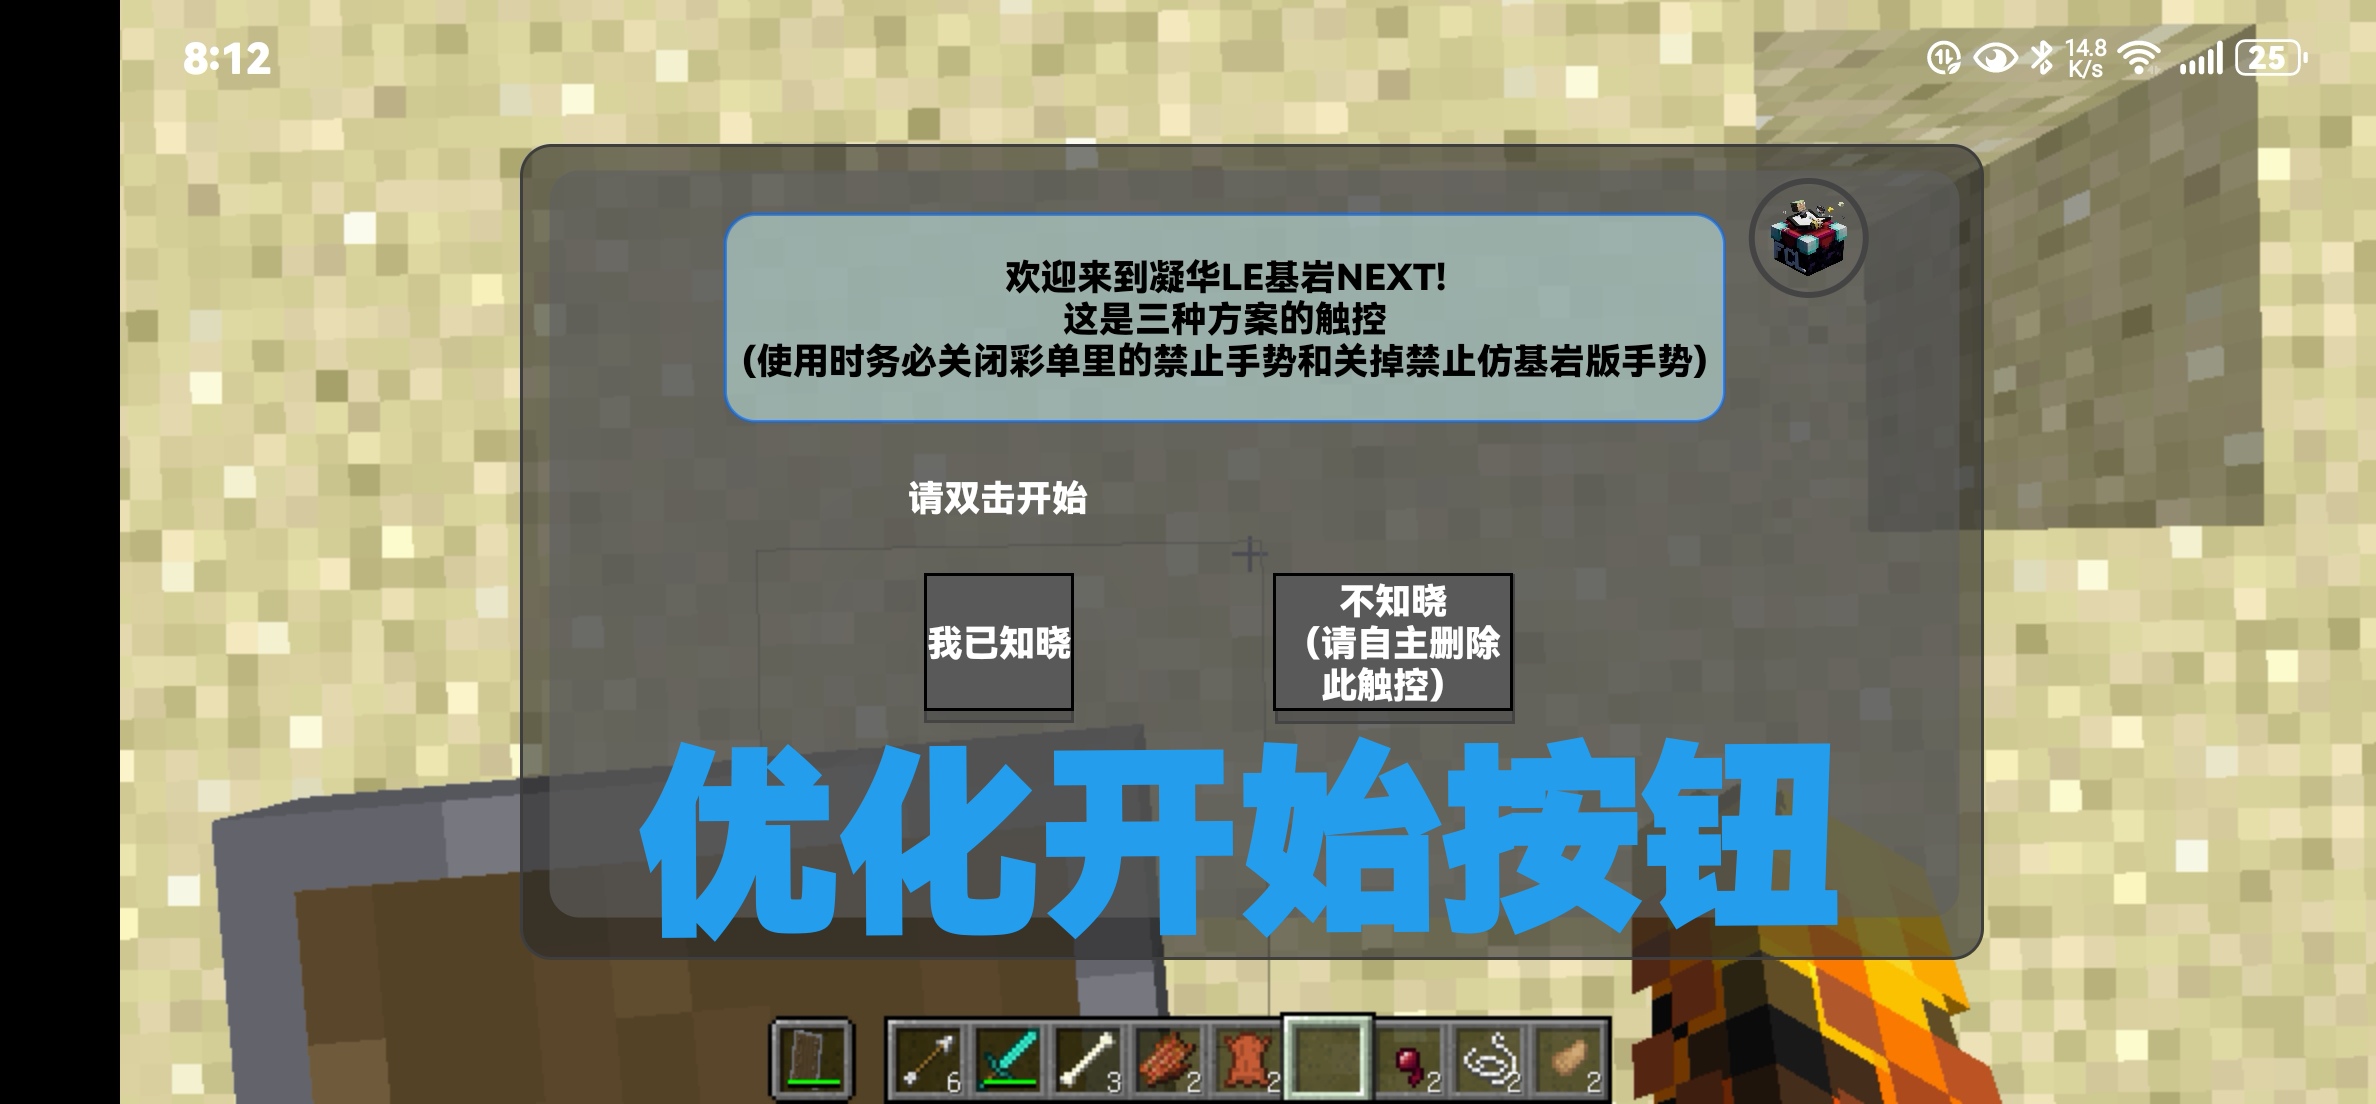 8:12
14.8
K/s
25
欢迎来到凝华LE基岩NEXT!
这是三种方案的触控
(使用时务必关闭彩单里的禁止手势和关掉禁止仿基岩版手势)
FCL
请双击开始
我已知晓
不知晓
(请自主删除
此触控)
优化开始按钮
6
3
2
2
2
2
2